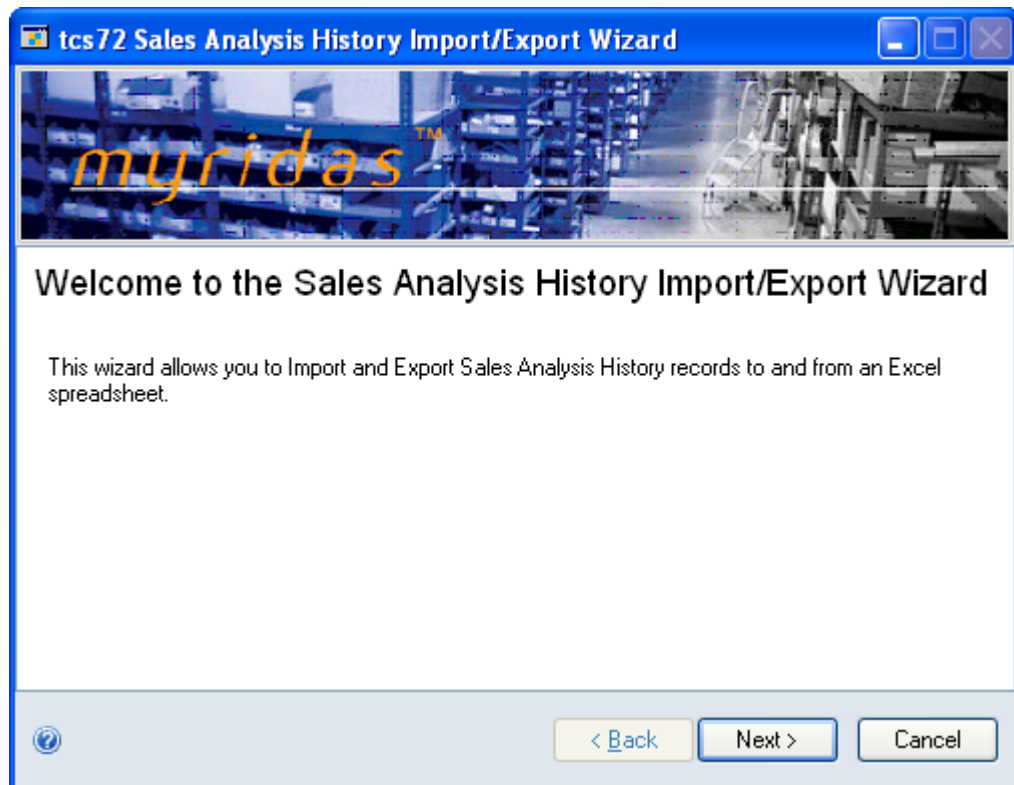 tcs72 Sales Analysis History Import/Export Wizard
myridas™
Welcome to the Sales Analysis History Import/Export Wizard
This wizard allows you to Import and Export Sales Analysis History records to and from an Excel
spreadsheet.
< Back Next > Cancel